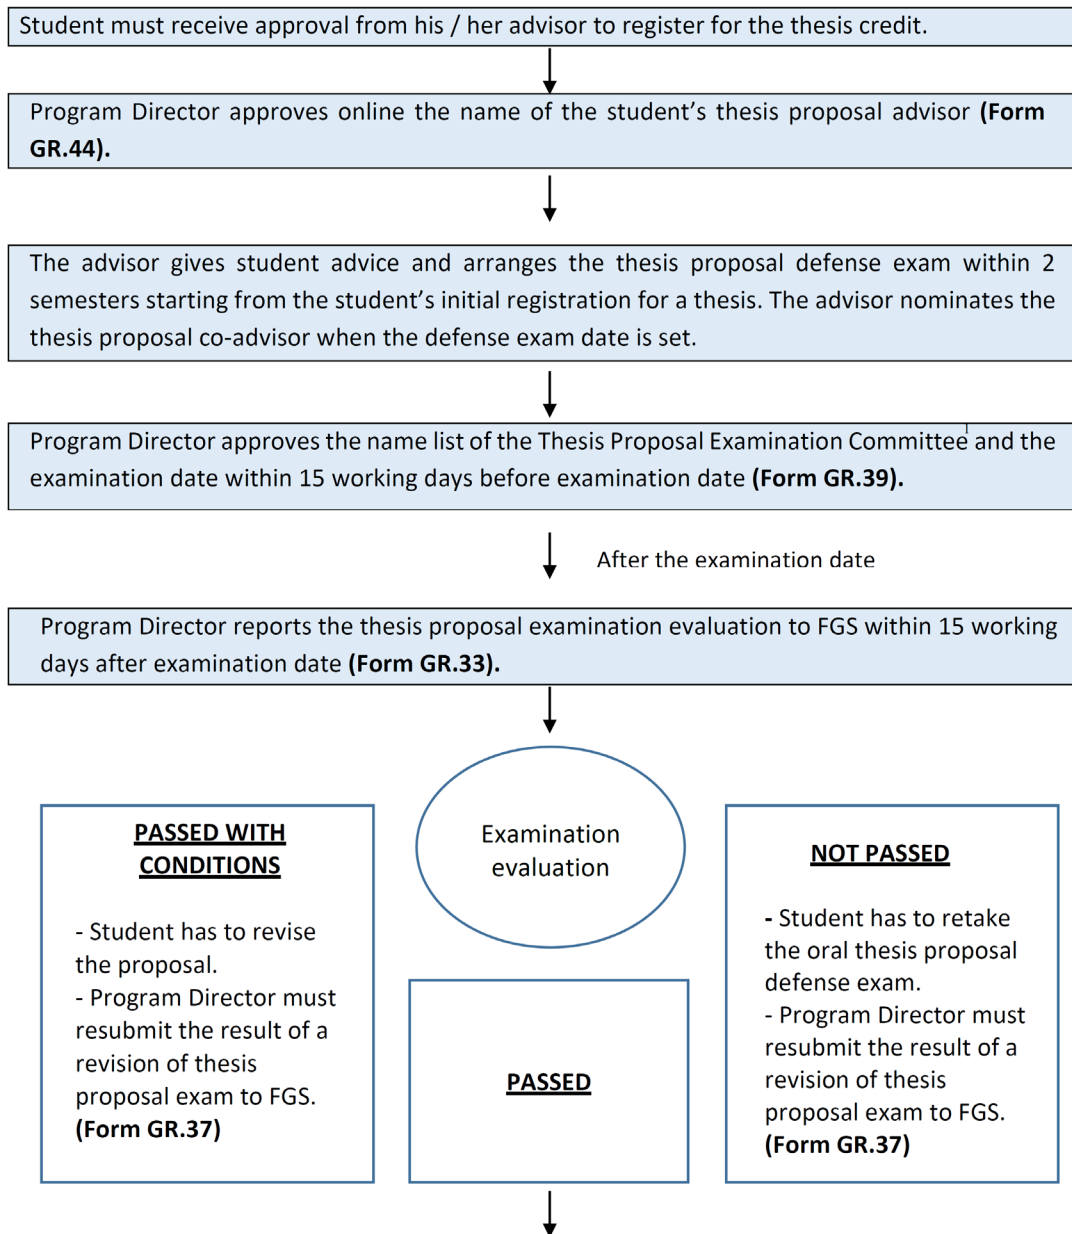 Student must receive approval from his / her advisor to register for the thesis credit.
Program Director approves online the name of the student's thesis proposal advisor (Form
GR.44).
The advisor gives student advice and arranges the thesis proposal defense exam within 2
semesters starting from the student's initial registration for a thesis. The advisor nominates the
thesis proposal co-advisor when the defense exam date is set.
Program Director approves the name list of the Thesis Proposal Examination Committee and the
examination date within 15 working days before examination date (Form GR.39).
After the examination date
Program Director reports the thesis proposal examination evaluation to FGS within 15 working
days after examination date (Form GR.33).
Examination
evaluation
PASSED WITH
CONDITIONS
- Student has to revise
the proposal.
- Program Director must
resubmit the result of a
revision of thesis
proposal exam to FGS.
(Form GR.37)
PASSED
NOT PASSED
- Student has to retake
the oral thesis proposal
defense exam.
- Program Director must
resubmit the result of a
revision of thesis
proposal exam to FGS.
(Form GR.37)